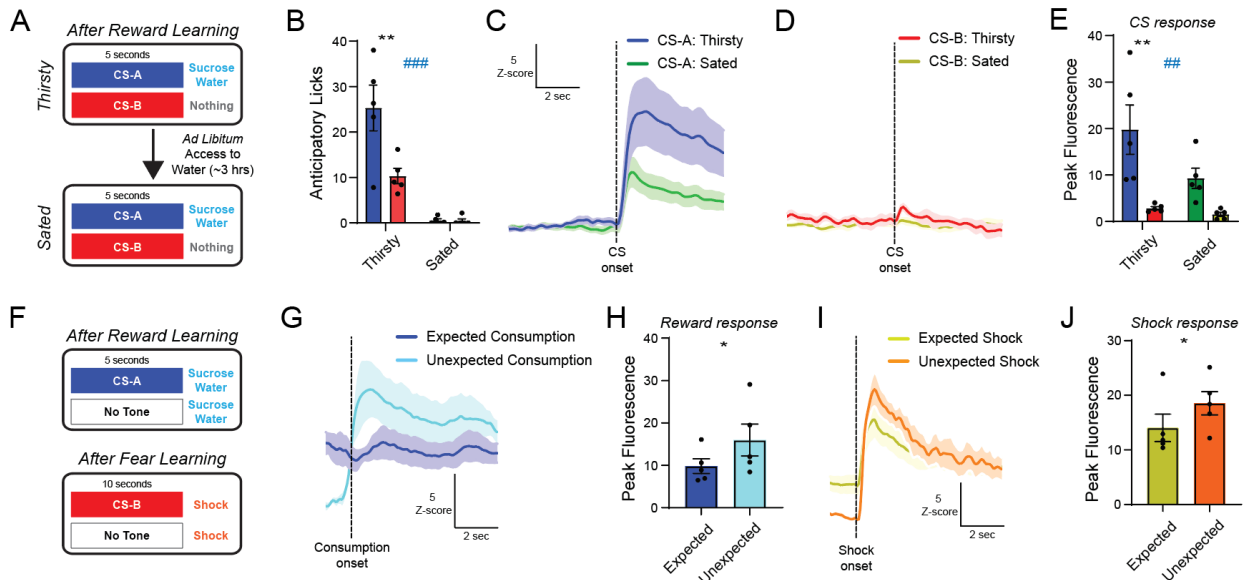 A
After Reward Learning
Thirsty
5 seconds
CS-A
Sucrose
Water
CS-B
Nothing
Ad Libitum
Access to
Water (~3 hrs)
Sated
5 seconds
CS-A
Sucrose
Water
CS-B
Nothing
B
Anticipatory Licks
40
30
20
10
0
**
###
Thirsty
Sated
C
5
Z-score
2 sec
CS-A: Thirsty
CS-A: Sated
CS
onset
D
CS-B: Thirsty
CS-B: Sated
CS
onset
E
CS response
Peak Fluorescence
40
30
20
10
0
**
##
Thirsty
Sated
F
After Reward Learning
5 seconds
CS-A
Sucrose
Water
No Tone
Sucrose
Water
After Fear Learning
10 seconds
CS-B
Shock
No Tone
Shock
G
Expected Consumption
Unexpected Consumption
5
Z-score
2 sec
Consumption
onset
H
Reward response
Peak Fluorescence
40
30
20
10
0
*
Expected
Unexpected
I
Expected Shock
Unexpected Shock
5
Z-score
2 sec
Shock
onset
J
Shock response
Peak Fluorescence
30
20
10
0
*
Expected
Unexpected